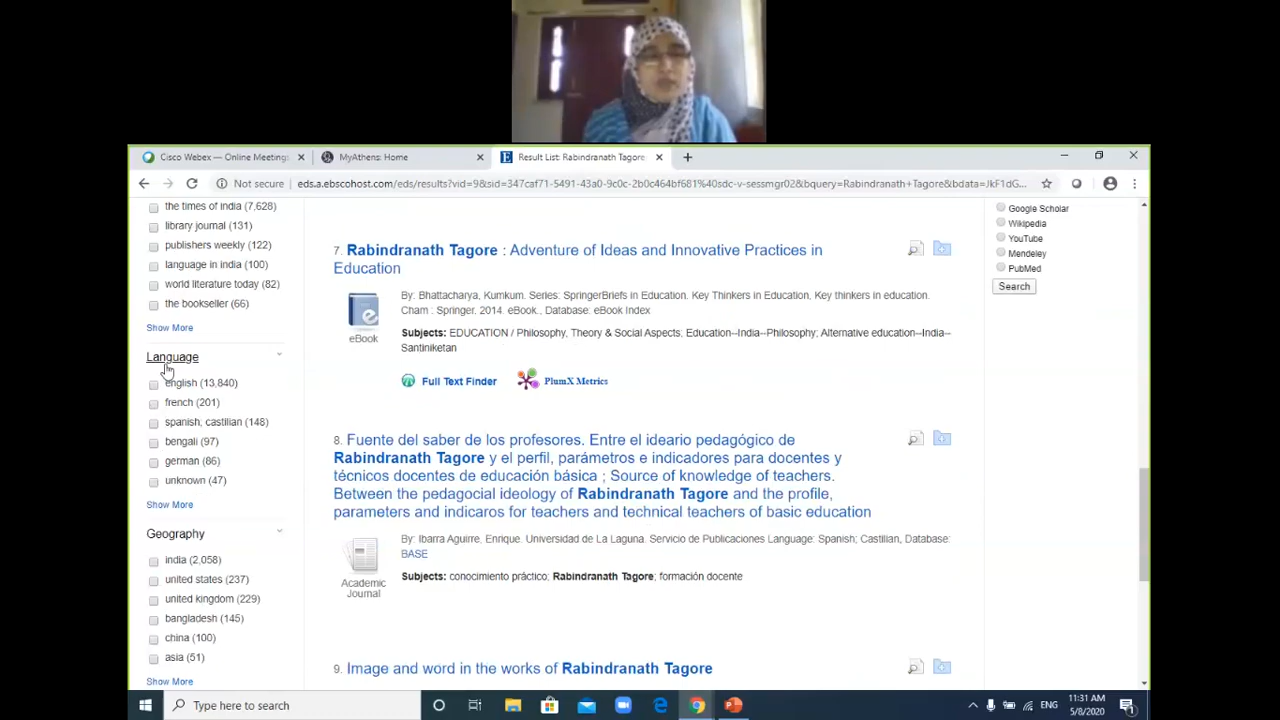 Cisco Webex — Online Meeting
MyAthens: Home
Result List: Rabindranath Tagore
Not secure
eds.a.ebscohost.com/eds/results?vid=9&sid=347caf71-5491-43a0-9c0c-2b0c464bf681%40sdc-v-sessmgr02&bquery=Rabindranath+Tagore&bdata=JkF1dG...
the times of india (7,628)
library journal (131)
publishers weekly (122)
language in india (100)
world literature today (82)
the bookseller (66)
Show More
Language
english (13,840)
french (201)
spanish; castilian (148)
bengali (97)
german (86)
unknown (47)
Show More
Geography
india (2,058)
united states (237)
united kingdom (229)
bangladesh (145)
china (100)
asia (51)
Show More
7. Rabindranath Tagore : Adventure of Ideas and Innovative Practices in
Education
By: Bhattacharya, Kumkum. Series: SpringerBriefs in Education. Key Thinkers in Education, Key thinkers in education.
Cham : Springer. 2014. eBook., Database: eBook Index
eBook
Subjects: EDUCATION / Philosophy, Theory & Social Aspects; Education--India--Philosophy; Alternative education--India--
Santiniketan
Full Text Finder
PlumX Metrics
8. Fuente del saber de los profesores. Entre el ideario pedagógico de
Rabindranath Tagore y el perfil, parámetros e indicadores para docentes y
técnicos docentes de educación básica ; Source of knowledge of teachers.
Between the pedagocial ideology of Rabindranath Tagore and the profile,
parameters and indicaros for teachers and technical teachers of basic education
By: Ibarra Aguirre, Enrique. Universidad de La Laguna. Servicio de Publicaciones Language: Spanish; Castilian, Database:
BASE
Academic
Journal
Subjects: conocimiento práctico; Rabindranath Tagore; formación docente
9. Image and word in the works of Rabindranath Tagore
Google Scholar
Wikipedia
YouTube
Mendeley
PubMed
Search
Type here to search
ENG
11:31 AM
5/8/2020
1